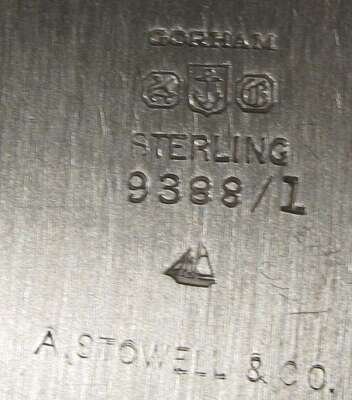 GORHAM
G
STERLING
9388/1
A. STOWELL & CO.